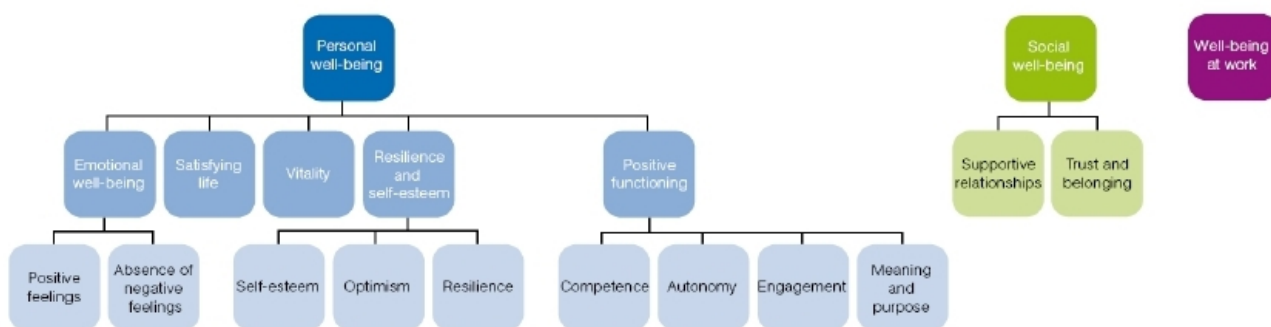 Personal
well-being
Social
well-being
Well-being
at work
Emotional
well-being
Satisfying
life
Vitality
Resilience
and
self-esteem
Positive
functioning
Supportive
relationships
Trust and
belonging
Positive
feelings
Absence of
negative
feelings
Self-esteem
Optimism
Resilience
Competence
Autonomy
Engagement
Meaning
and
purpose